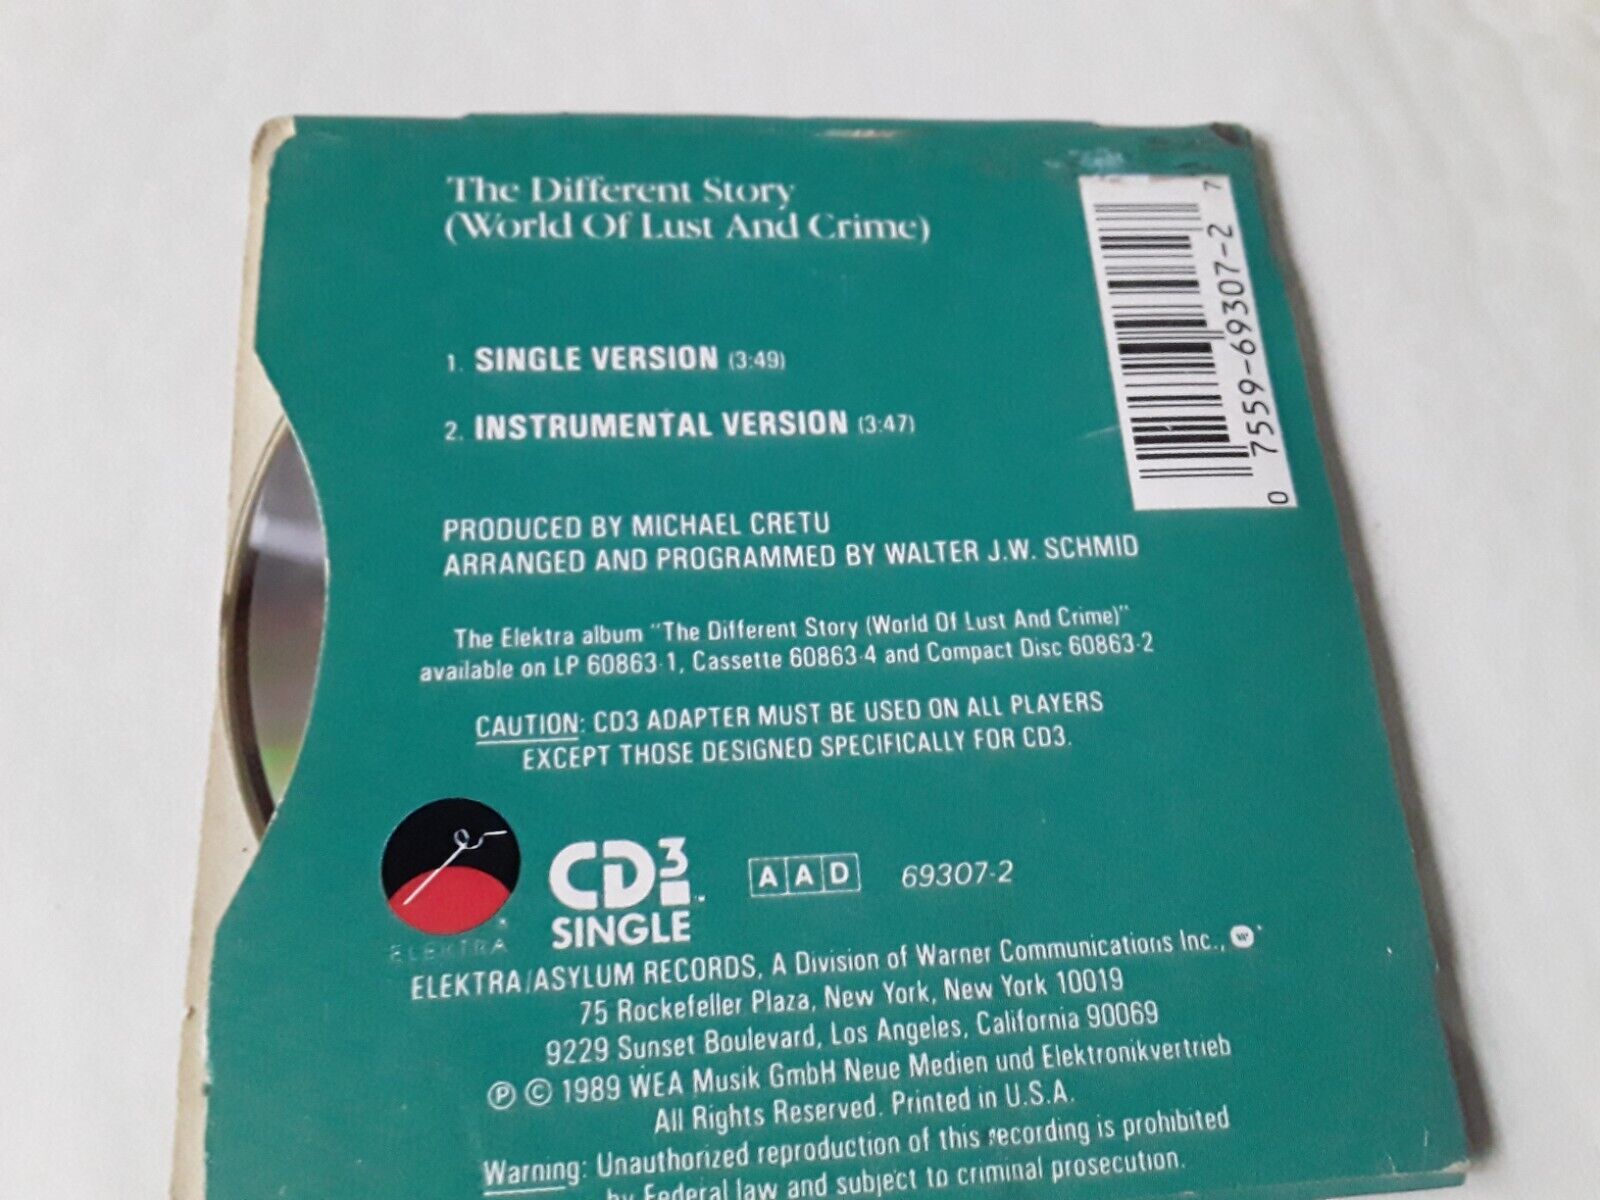 The Different Story
(World Of Lust And Crime)
1. SINGLE VERSION (3:49)
2. INSTRUMENTAL VERSION (3:47)
PRODUCED BY MICHAEL CRETU
ARRANGED AND PROGRAMMED BY WALTER J.W. SCHMID
The Elektra album "The Different Story (World Of Lust And Crime)"
available on LP 60863-1, Cassette 60863-4 and Compact Disc 60863-2
CAUTION: CD3 ADAPTER MUST BE USED ON ALL PLAYERS
EXCEPT THOSE DESIGNED SPECIFICALLY FOR CD3.
0 7559-69307-2 7
ELEKTRA
CD3 TM
SINGLE
AAD 69307-2
ELEKTRA/ASYLUM RECORDS, A Division of Warner Communications Inc.,
75 Rockefeller Plaza, New York, New York 10019
9229 Sunset Boulevard, Los Angeles, California 90069
℗ © 1989 WEA Musik GmbH Neue Medien und Elektronikvertrieb
All Rights Reserved. Printed in U.S.A.
Warning: Unauthorized reproduction of this recording is prohibited
by Federal law and subject to criminal prosecution.